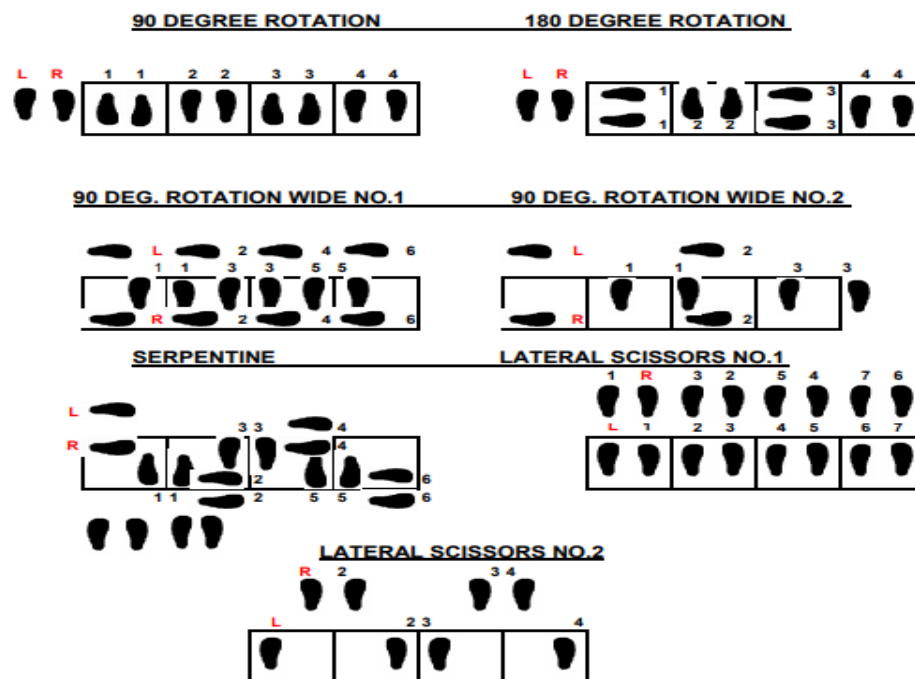 90 DEGREE ROTATION
L R 1 1 2 2 3 3 4 4
180 DEGREE ROTATION
L R 4 4
1 3
1 2 2 3 3
90 DEG. ROTATION WIDE NO.1
L 2 4 6
1 1 3 3 5 5
R 2 4 6
90 DEG. ROTATION WIDE NO.2
L 2
1 1 3 3
R 2
SERPENTINE
L
3 3 4
R 4
2 6
1 1 2 5 5 6
LATERAL SCISSORS NO.1
1 R 3 2 5 4 7 6
L 1 2 3 4 5 6 7
LATERAL SCISSORS NO.2
R 2 3 4
L 2 3 4